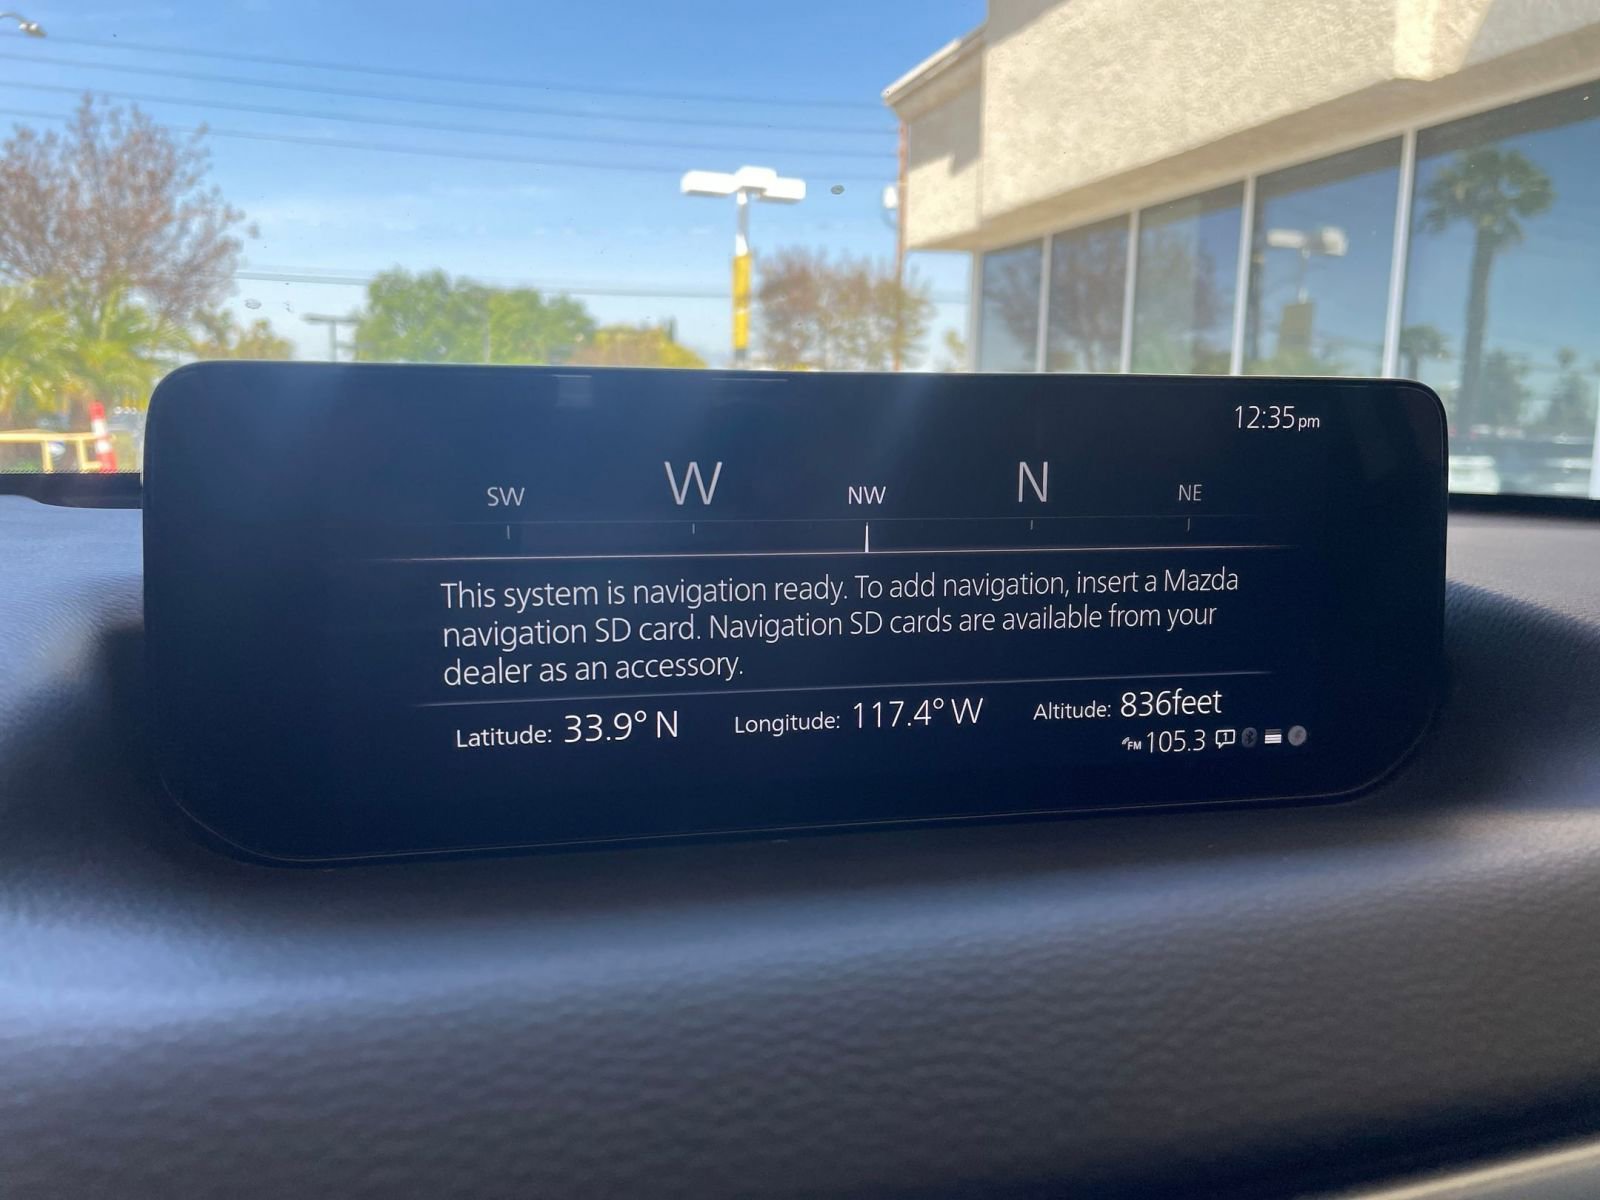 12:35pm
SW W NW N NE
This system is navigation ready. To add navigation, insert a Mazda
navigation SD card. Navigation SD cards are available from your
dealer as an accessory.
Latitude: 33.9° N Longitude: 117.4° W Altitude: 836feet
FM 105.3 1